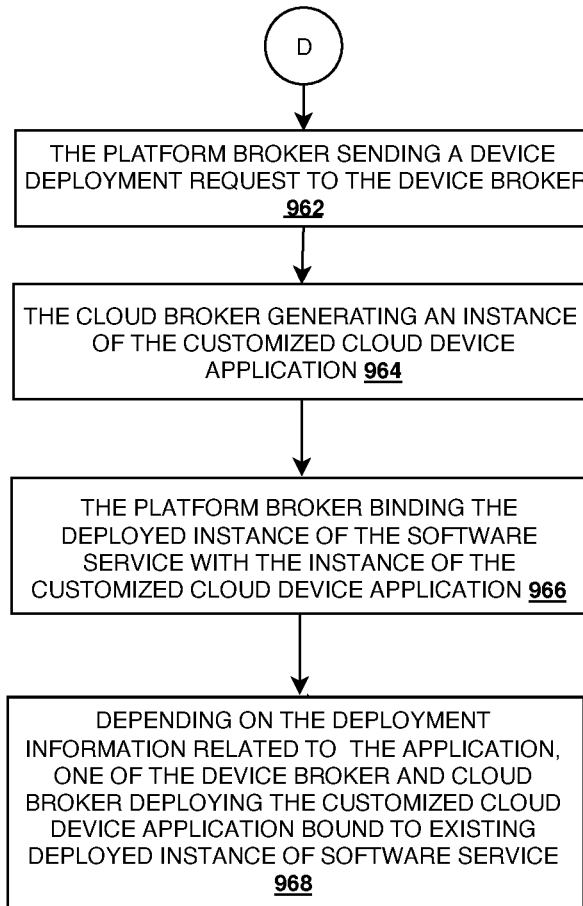 D
THE PLATFORM BROKER SENDING A DEVICE
DEPLOYMENT REQUEST TO THE DEVICE BROKER
962
THE CLOUD BROKER GENERATING AN INSTANCE
OF THE CUSTOMIZED CLOUD DEVICE
APPLICATION 964
THE PLATFORM BROKER BINDING THE
DEPLOYED INSTANCE OF THE SOFTWARE
SERVICE WITH THE INSTANCE OF THE
CUSTOMIZED CLOUD DEVICE APPLICATION 966
DEPENDING ON THE DEPLOYMENT
INFORMATION RELATED TO THE APPLICATION,
ONE OF THE DEVICE BROKER AND CLOUD
BROKER DEPLOYING THE CUSTOMIZED CLOUD
DEVICE APPLICATION BOUND TO EXISTING
DEPLOYED INSTANCE OF SOFTWARE SERVICE
968